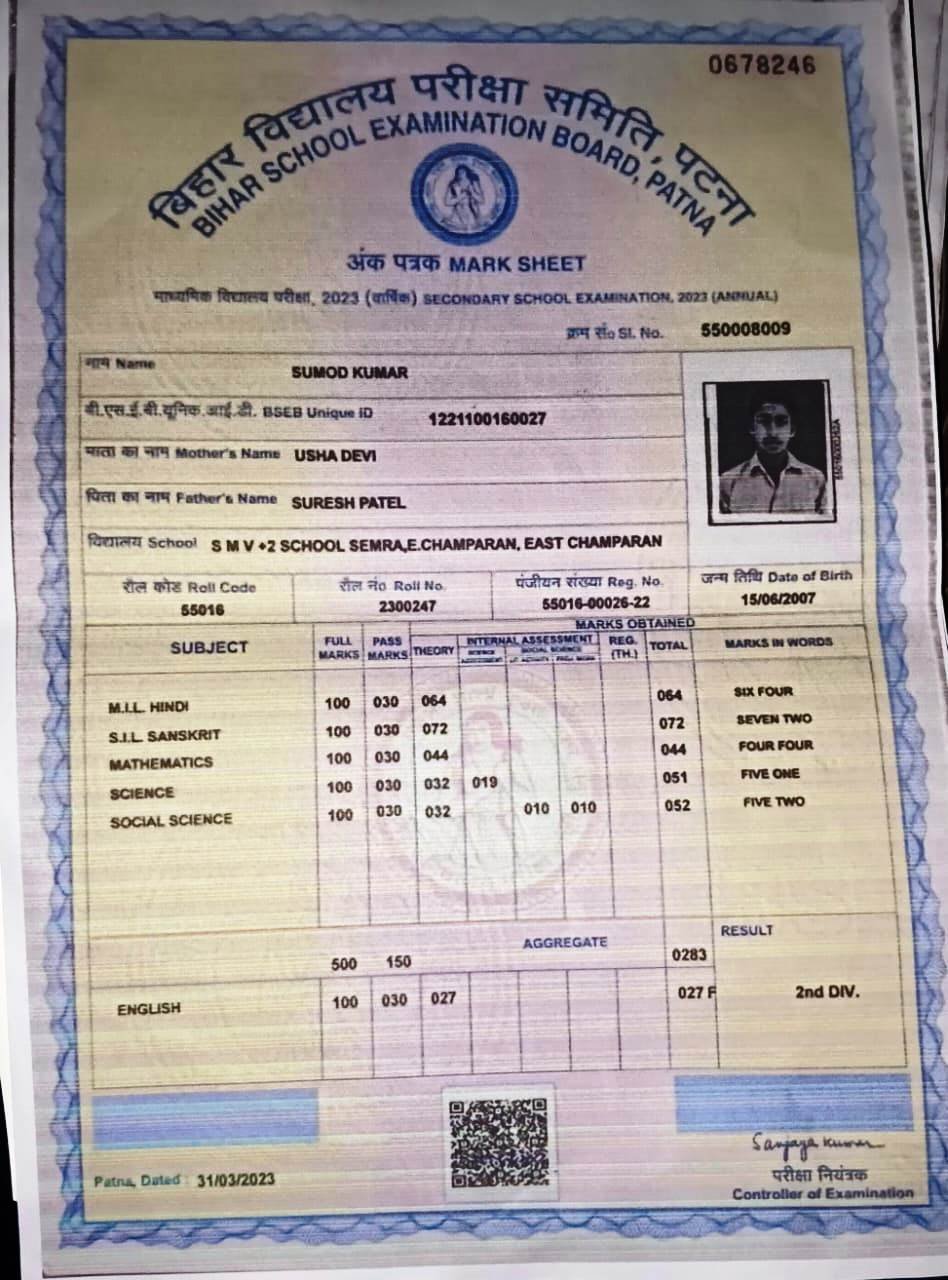 0678246
बिहार विद्यालय परीक्षा समिति, पटना
BIHAR SCHOOL EXAMINATION BOARD, PATNA
अंक पत्रक MARK SHEET
माध्यमिक विद्यालय परीक्षा, 2023 (वार्षिक) SECONDARY SCHOOL EXAMINATION, 2023 (ANNUAL)
क्रम सं० Sl. No. 550008009
नाम Name SUMOD KUMAR
बी.एस.ई.बी.यूनिक.आई.डी. BSEB Unique ID 1221100160027
माता का नाम Mother's Name USHA DEVI
पिता का नाम Father's Name SURESH PATEL
विद्यालय School S M V +2 SCHOOL SEMRA,E.CHAMPARAN, EAST CHAMPARAN
रौल कोड Roll Code रौल नं० Roll No. पंजीयन संख्या Reg. No. जन्म तिथि Date of Birth
55016 2300247 55016-00026-22 15/06/2007
MARKS OBTAINED
SUBJECT FULL MARKS PASS MARKS THEORY INTERNAL ASSESSMENT REG. (TH.) TOTAL MARKS IN WORDS
SCIENCE SOCIAL SCIENCE
M.I.L. HINDI 100 030 064 064 SIX FOUR
S.I.L. SANSKRIT 100 030 072 072 SEVEN TWO
MATHEMATICS 100 030 044 044 FOUR FOUR
SCIENCE 100 030 032 019 051 FIVE ONE
SOCIAL SCIENCE 100 030 032 010 010 052 FIVE TWO
AGGREGATE RESULT
500 150 0283
ENGLISH 100 030 027 027 F 2nd DIV.
Sanjaya Kumar
Patna, Dated : 31/03/2023
परीक्षा नियंत्रक
Controller of Examination